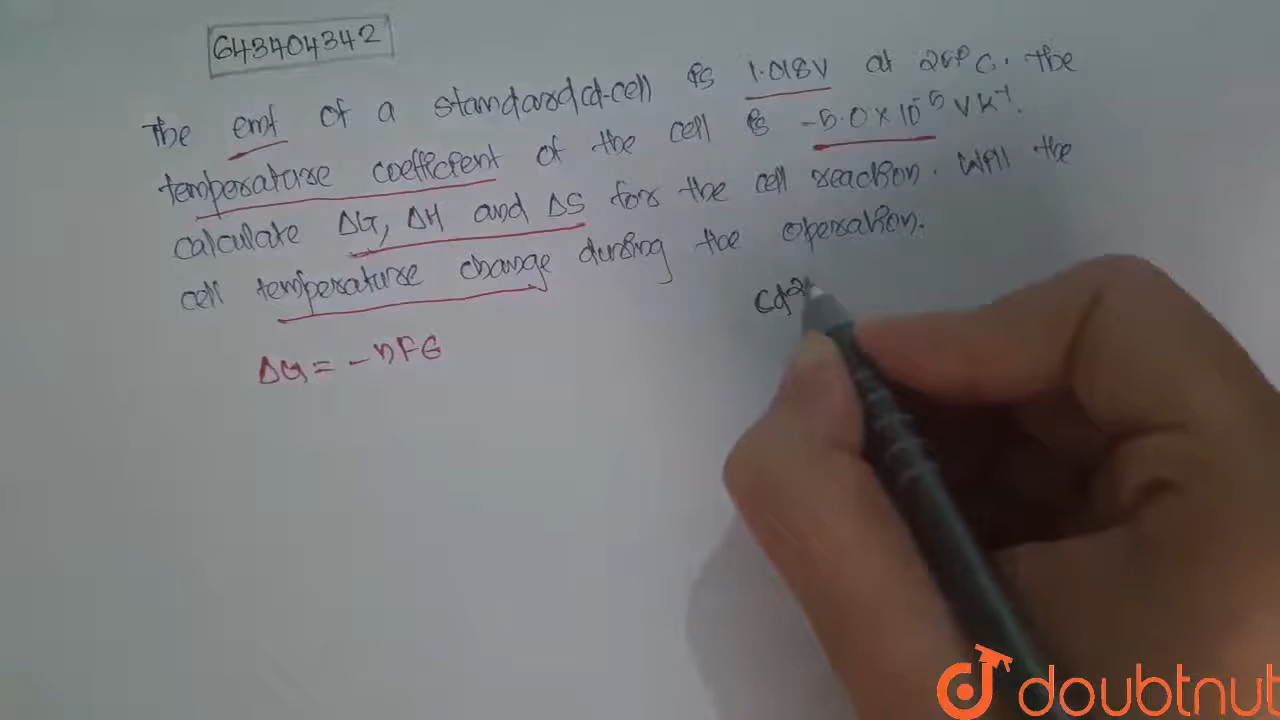 643404342
The emf of a standard Cd-cell is 1.018V at 25°C. The
temperature coefficient of the cell is -5.0×10⁻⁵ V K⁻¹.
calculate ΔG, ΔH and ΔS for the cell reaction. Will the
cell temperature change during the operation.
Cd²
ΔG = -nFE
doubtnut